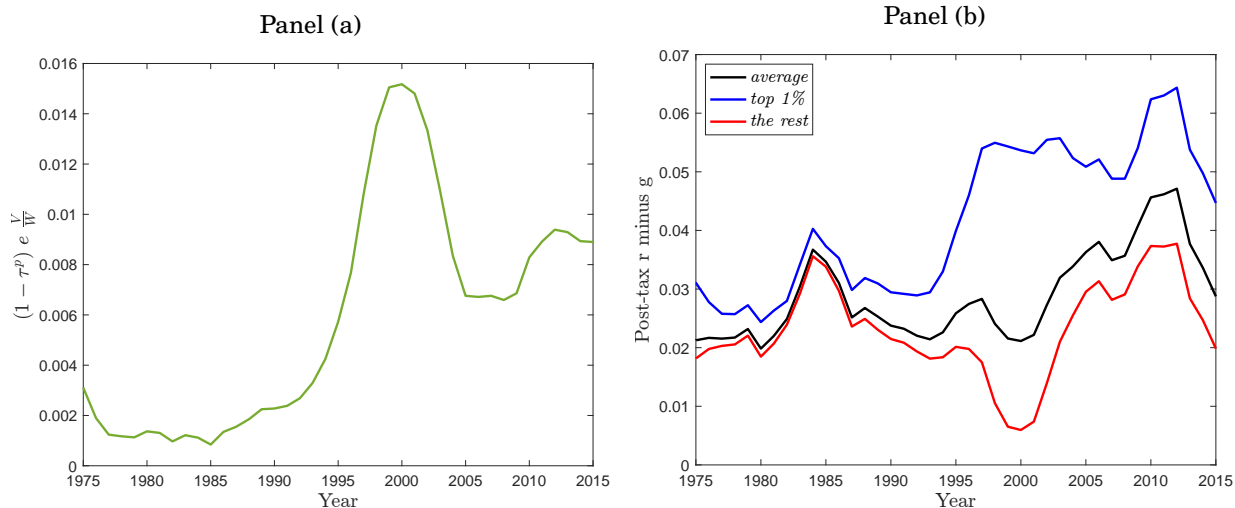 Panel (a)
0.016
0.014
0.012
0.01
0.008
0.006
0.004
0.002
0
(1 − τᵖ) e V/W
1975 1980 1985 1990 1995 2000 2005 2010 2015
Year
Panel (b)
0.07
0.06
0.05
0.04
0.03
0.02
0.01
0
Post-tax r minus g
average
top 1%
the rest
1975 1980 1985 1990 1995 2000 2005 2010 2015
Year